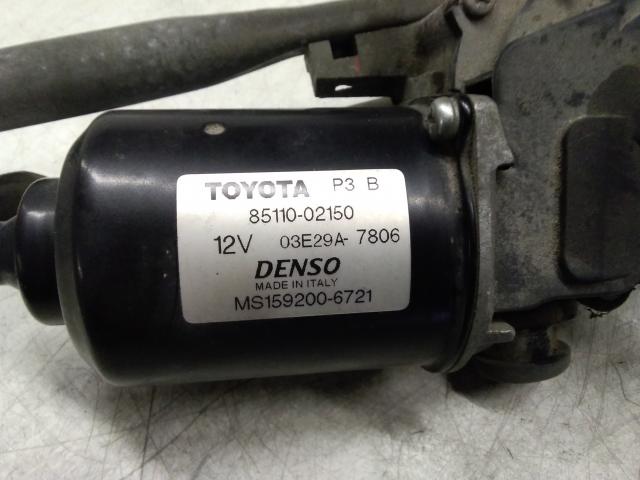 TOYOTA P3 B
85110-02150
12V 03E29A-7806
DENSO
MADE IN ITALY
MS159200-6721